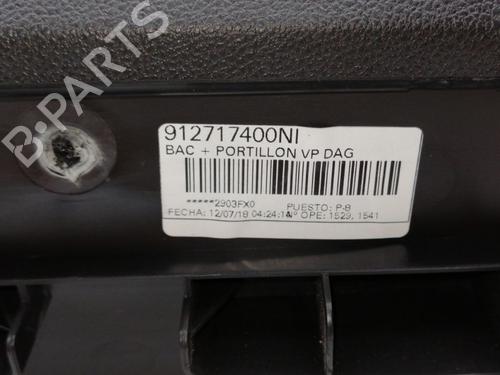 B-PARTS
912717400NI
BAC + PORTILLON VP DAG
*****2903FX0 PUESTO: P-8
FECHA: 12/07/18 04:24:14 Nº OPE: 1529, 1541